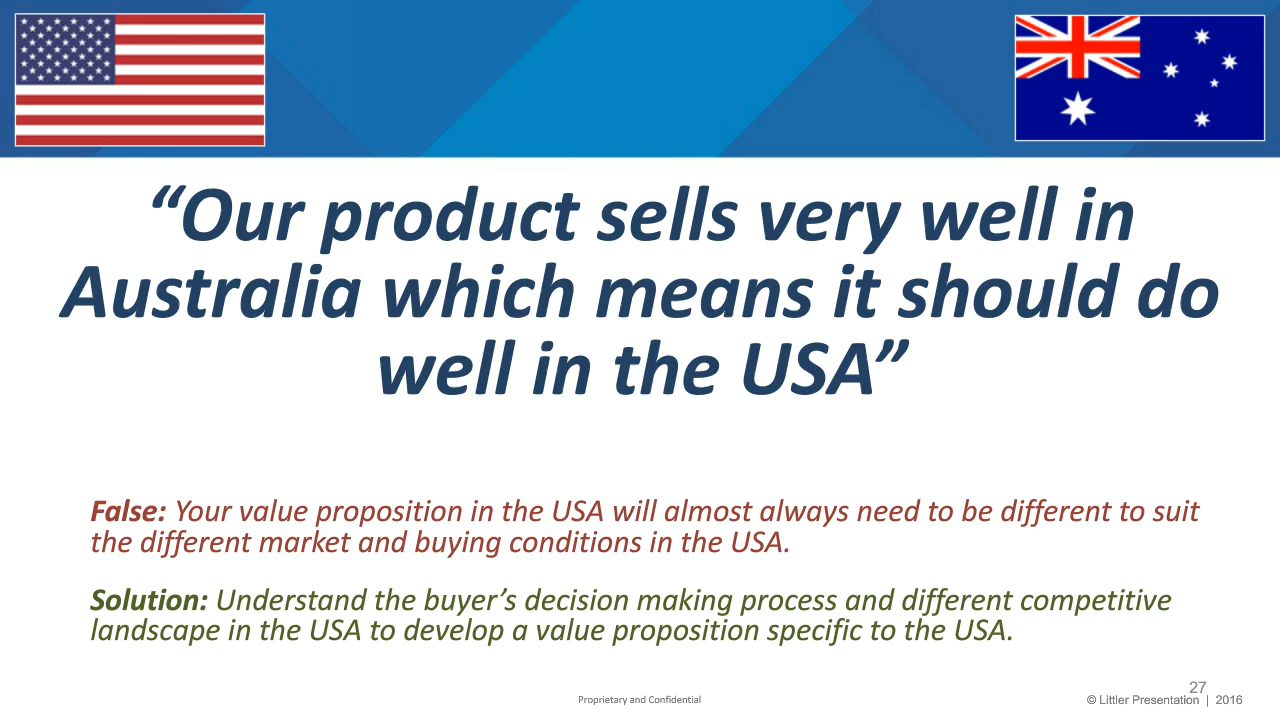 “Our product sells very well in
Australia which means it should do
well in the USA”
False: Your value proposition in the USA will almost always need to be different to suit
the different market and buying conditions in the USA.
Solution: Understand the buyer’s decision making process and different competitive
landscape in the USA to develop a value proposition specific to the USA.
27
Proprietary and Confidential
© Littler Presentation | 2016